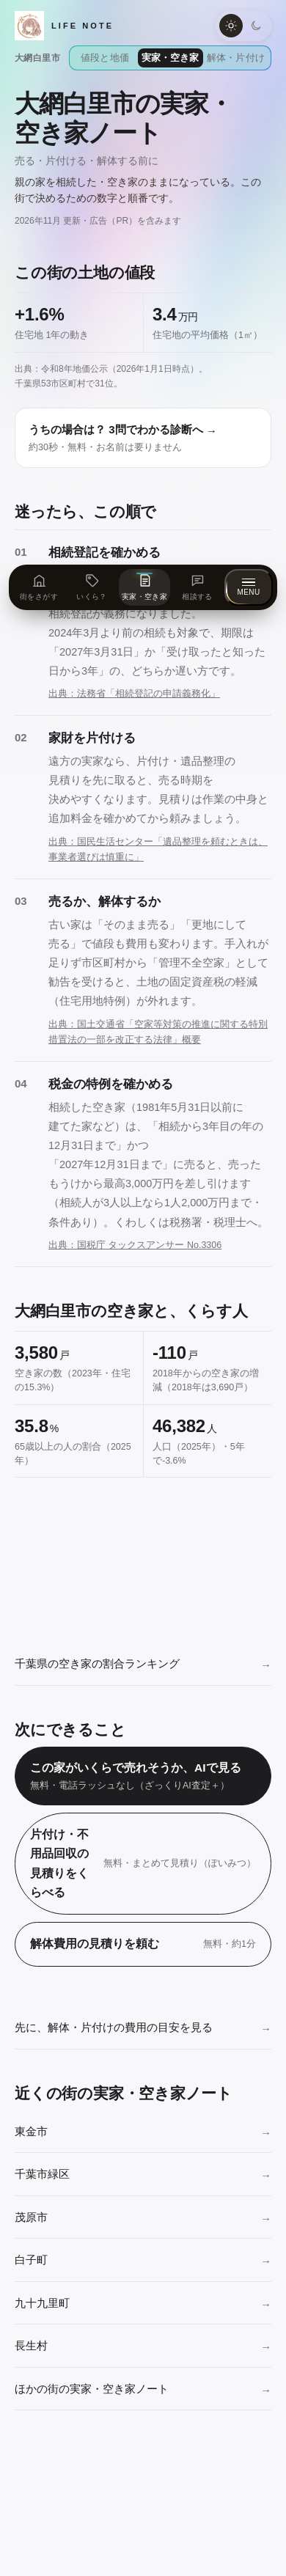 LIFE NOTE
大網白里市
値段と地価
実家・空き家
解体・片付け
大網白里市の実家・
空き家ノート
売る・片付ける・解体する前に
親の家を相続した・空き家のままになっている。この
街で決めるための数字と順番です。
2026年11月 更新・広告（PR）を含みます
この街の土地の値段
+1.6%
住宅地 1年の動き
3.4万円
住宅地の平均価格（1㎡）
出典：令和8年地価公示（2026年1月1日時点）。
千葉県53市区町村で31位。
うちの場合は？ 3問でわかる診断へ →
約30秒・無料・お名前は要りません
迷ったら、この順で
01
相続登記を確かめる
街をさがす
いくら？
実家・空き家
相談する
MENU
相続登記が義務になりました。
2024年3月より前の相続も対象で、期限は
「2027年3月31日」か「受け取ったと知った
日から3年」の、どちらか遅い方です。
出典：法務省「相続登記の申請義務化」
02
家財を片付ける
遠方の実家なら、片付け・遺品整理の
見積りを先に取ると、売る時期を
決めやすくなります。見積りは作業の中身と
追加料金を確かめてから頼みましょう。
出典：国民生活センター「遺品整理を頼むときは、
事業者選びは慎重に」
03
売るか、解体するか
古い家は「そのまま売る」「更地にして
売る」で値段も費用も変わります。手入れが
足りず市区町村から「管理不全空家」として
勧告を受けると、土地の固定資産税の軽減
（住宅用地特例）が外れます。
出典：国土交通省「空家等対策の推進に関する特別
措置法の一部を改正する法律」概要
04
税金の特例を確かめる
相続した空き家（1981年5月31日以前に
建てた家など）は、「相続から3年目の年の
12月31日まで」かつ
「2027年12月31日まで」に売ると、売った
もうけから最高3,000万円を差し引けます
（相続人が3人以上なら1人2,000万円まで・
条件あり）。くわしくは税務署・税理士へ。
出典：国税庁 タックスアンサー No.3306
大網白里市の空き家と、くらす人
3,580戸
空き家の数（2023年・住宅
の15.3%）
-110戸
2018年からの空き家の増
減（2018年は3,690戸）
35.8%
65歳以上の人の割合（2025
年）
46,382人
人口（2025年）・5年
で-3.6%
千葉県の空き家の割合ランキング →
次にできること
この家がいくらで売れそうか、AIで見る
無料・電話ラッシュなし（ざっくりAI査定＋）
片付け・不
用品回収の
見積りをく
らべる
無料・まとめて見積り（ぽいみつ）
解体費用の見積りを頼む
無料・約1分
先に、解体・片付けの費用の目安を見る →
近くの街の実家・空き家ノート
東金市 →
千葉市緑区 →
茂原市 →
白子町 →
九十九里町 →
長生村 →
ほかの街の実家・空き家ノート →